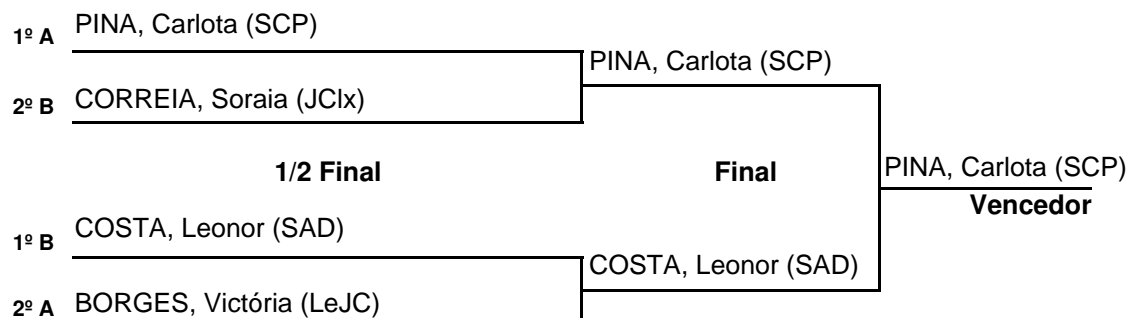 1º A PINA, Carlota (SCP)
PINA, Carlota (SCP)
2º B CORREIA, Soraia (JClx)
1/2 Final Final PINA, Carlota (SCP)
Vencedor
1º B COSTA, Leonor (SAD)
COSTA, Leonor (SAD)
2º A BORGES, Victória (LeJC)